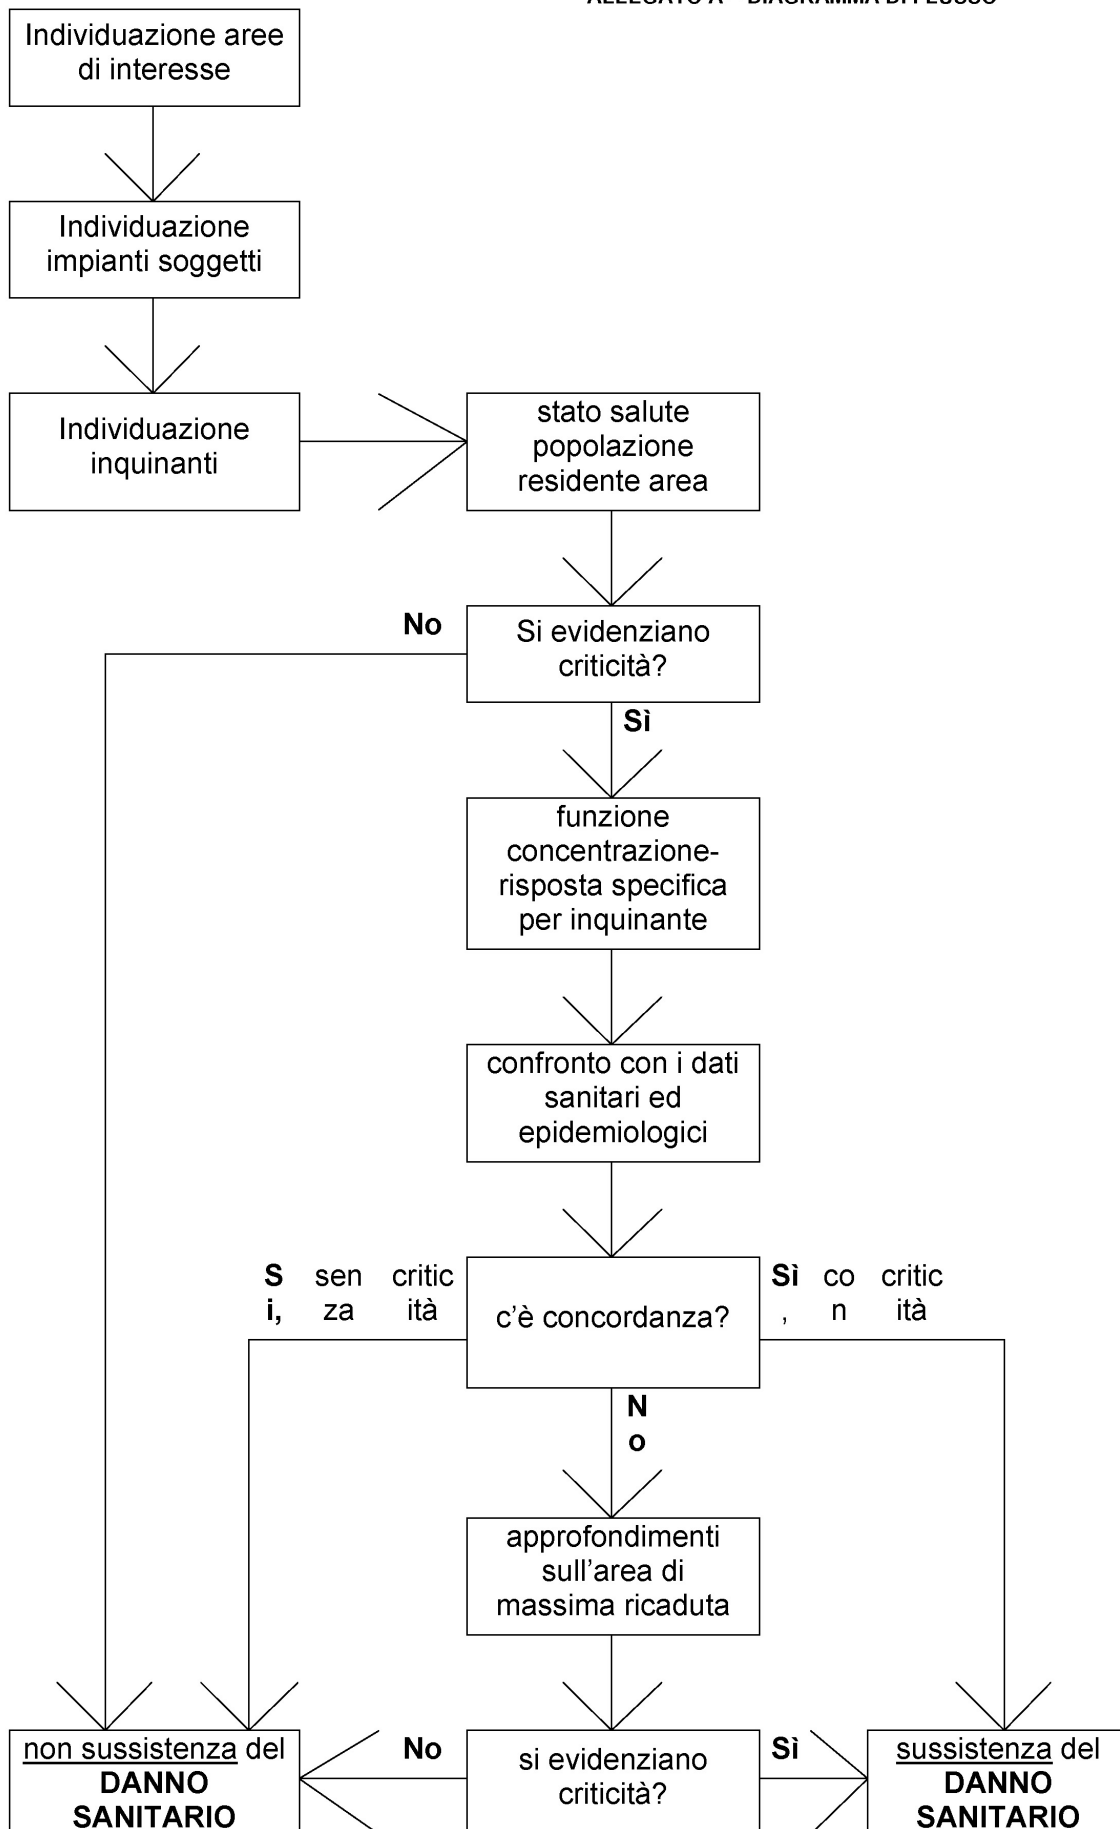 ALLEGATO A – DIAGRAMMA DI FLUSSO
Individuazione aree
di interesse
Individuazione
impianti soggetti
Individuazione
inquinanti
stato salute
popolazione
residente area
Si evidenziano
criticità?
No
Sì
funzione
concentrazione-
risposta specifica
per inquinante
confronto con i dati
sanitari ed
epidemiologici
c'è concordanza?
S sen critic
i, za ità
Sì co critic
, n ità
N
o
approfondimenti
sull'area di
massima ricaduta
si evidenziano
criticità?
No
Sì
non sussistenza del
DANNO
SANITARIO
sussistenza del
DANNO
SANITARIO